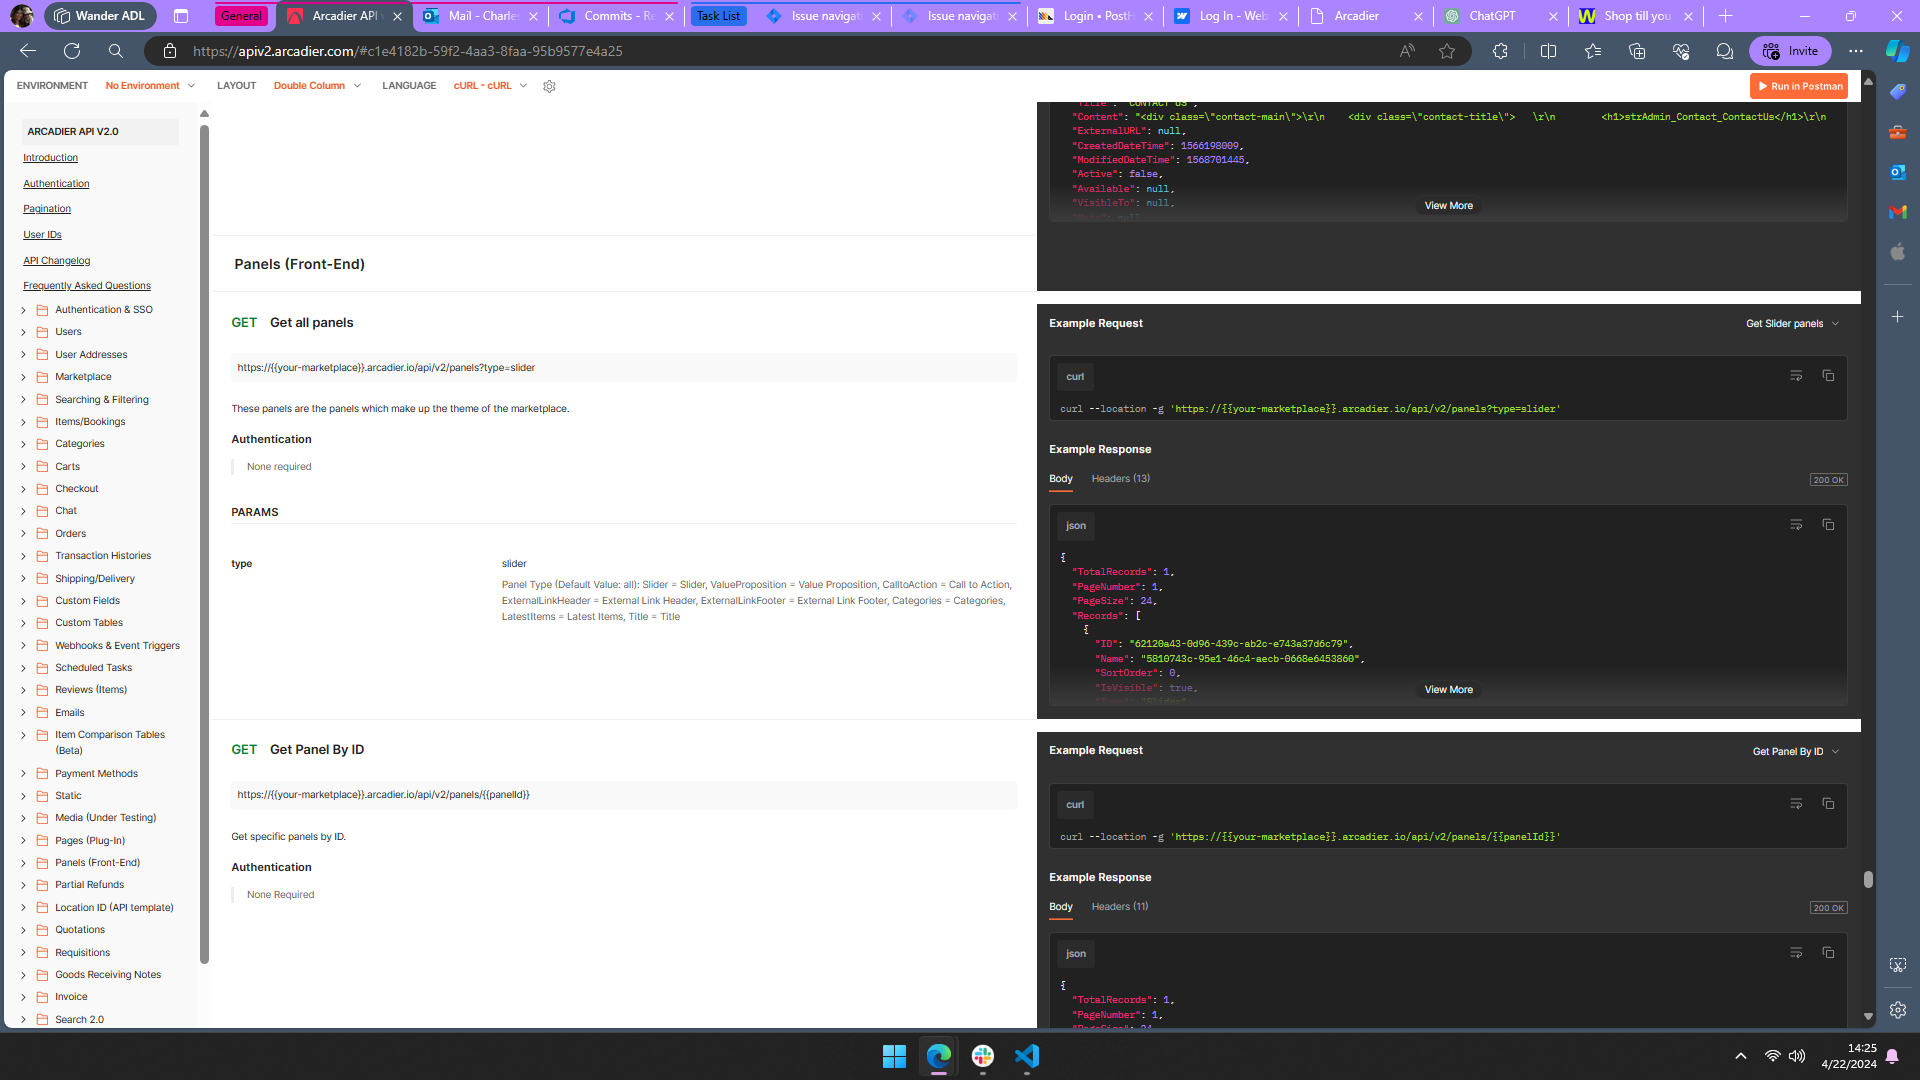 Wander ADL
General
Arcadier API
Mail - Charle
Commits - Re
Task List
Issue navigat
Issue navigat
Login • PostH
Log In - Web
Arcadier
ChatGPT
Shop till you
https://apiv2.arcadier.com/#c1e4182b-59f2-4aa3-8faa-95b9577e4a25
Invite
ENVIRONMENT No Environment LAYOUT Double Column LANGUAGE cURL - cURL
Run in Postman
ARCADIER API V2.0
Introduction
Authentication
Pagination
User IDs
API Changelog
Frequently Asked Questions
Authentication & SSO
Users
User Addresses
Marketplace
Searching & Filtering
Items/Bookings
Categories
Carts
Checkout
Chat
Orders
Transaction Histories
Shipping/Delivery
Custom Fields
Custom Tables
Webhooks & Event Triggers
Scheduled Tasks
Reviews (Items)
Emails
Item Comparison Tables
(Beta)
Payment Methods
Static
Media (Under Testing)
Pages (Plug-In)
Panels (Front-End)
Partial Refunds
Location ID (API template)
Quotations
Requisitions
Goods Receiving Notes
Invoice
Search 2.0
"Title": "CONTACT US",
"Content": "<div class=\"contact-main\">\r\n    <div class=\"contact-title\">   \r\n        <h1>strAdmin_Contact_ContactUs</h1>\r\n
"ExternalURL": null,
"CreatedDateTime": 1566198009,
"ModifiedDateTime": 1568701445,
"Active": false,
"Available": null,
"VisibleTo": null,
View More
Panels (Front-End)
GET Get all panels
https://{{your-marketplace}}.arcadier.io/api/v2/panels?type=slider
These panels are the panels which make up the theme of the marketplace.
Authentication
None required
PARAMS
type
slider
Panel Type (Default Value: all): Slider = Slider, ValueProposition = Value Proposition, CalltoAction = Call to Action,
ExternalLinkHeader = External Link Header, ExternalLinkFooter = External Link Footer, Categories = Categories,
LatestItems = Latest Items, Title = Title
Example Request
Get Slider panels
curl
curl --location -g 'https://{{your-marketplace}}.arcadier.io/api/v2/panels?type=slider'
Example Response
Body Headers (13)
200 OK
json
{
"TotalRecords": 1,
"PageNumber": 1,
"PageSize": 24,
"Records": [
{
"ID": "62120a43-0d96-439c-ab2c-e743a37d6c79",
"Name": "5810743c-95e1-46c4-aecb-0668e6453860",
"SortOrder": 0,
"IsVisible": true,
View More
GET Get Panel By ID
https://{{your-marketplace}}.arcadier.io/api/v2/panels/{{panelId}}
Get specific panels by ID.
Authentication
None Required
Example Request
Get Panel By ID
curl
curl --location -g 'https://{{your-marketplace}}.arcadier.io/api/v2/panels/{{panelId}}'
Example Response
Body Headers (11)
200 OK
json
{
"TotalRecords": 1,
"PageNumber": 1,
14:25
4/22/2024